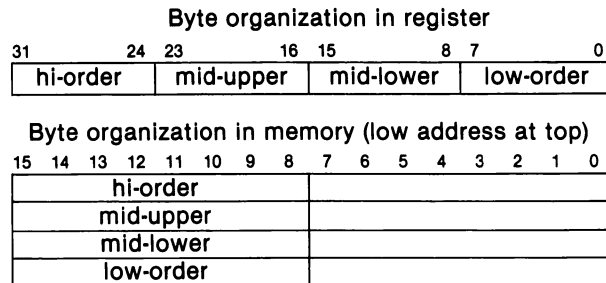 Byte organization in register
31 24 23 16 15 8 7 0
hi-order mid-upper mid-lower low-order
Byte organization in memory (low address at top)
15 14 13 12 11 10 9 8 7 6 5 4 3 2 1 0
hi-order
mid-upper
mid-lower
low-order